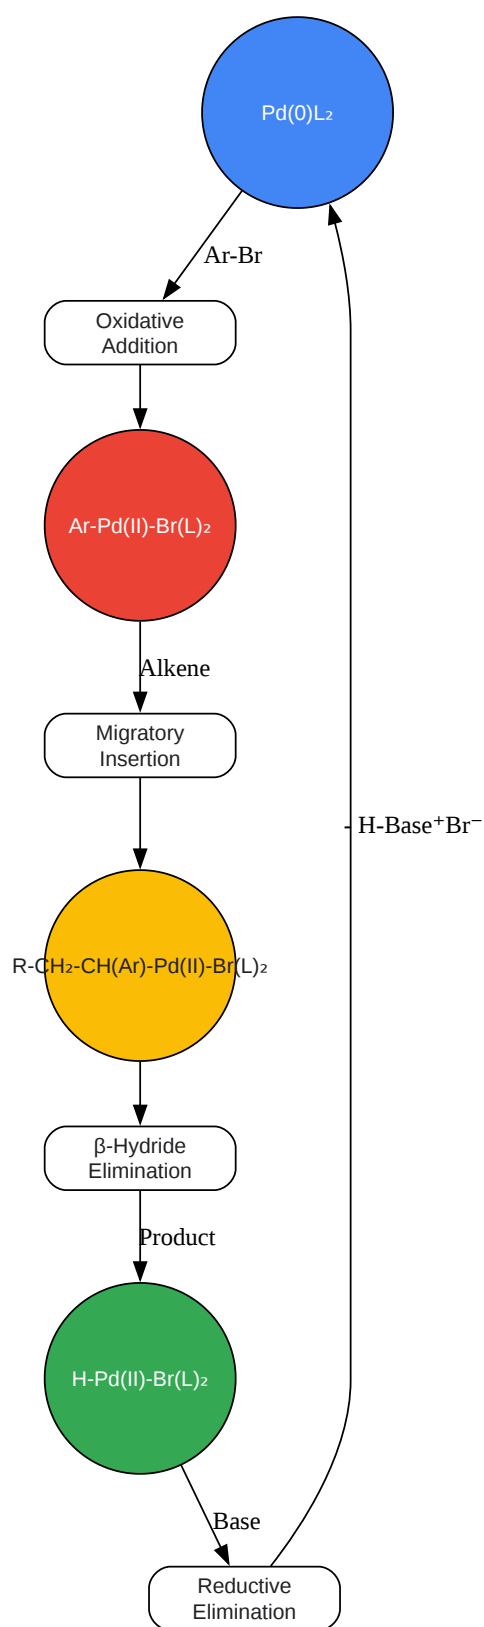 Pd(0)L₂
Ar-Br
Oxidative
Addition
Ar-Pd(II)-Br(L)₂
Alkene
Migratory
Insertion
- H-Base⁺Br⁻
R-CH₂-CH(Ar)-Pd(II)-Br(L)₂
β-Hydride
Elimination
Product
H-Pd(II)-Br(L)₂
Base
Reductive
Elimination